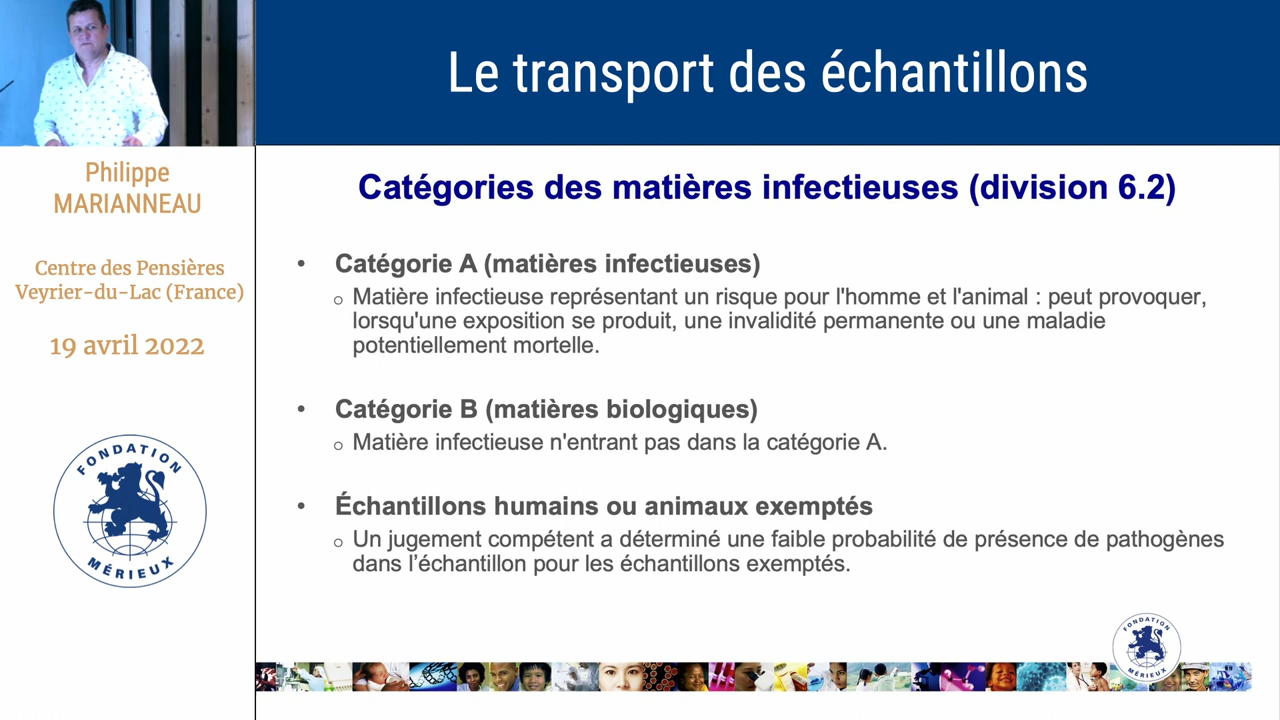 Le transport des échantillons
Philippe
MARIANNEAU
Centre des Pensières
Veyrier-du-Lac (France)
19 avril 2022
FONDATION
MÉRIEUX
Catégories des matières infectieuses (division 6.2)
• Catégorie A (matières infectieuses)
o Matière infectieuse représentant un risque pour l'homme et l'animal : peut provoquer,
lorsqu'une exposition se produit, une invalidité permanente ou une maladie
potentiellement mortelle.
• Catégorie B (matières biologiques)
o Matière infectieuse n'entrant pas dans la catégorie A.
• Échantillons humains ou animaux exemptés
o Un jugement compétent a déterminé une faible probabilité de présence de pathogènes
dans l’échantillon pour les échantillons exemptés.
FONDATION
MÉRIEUX